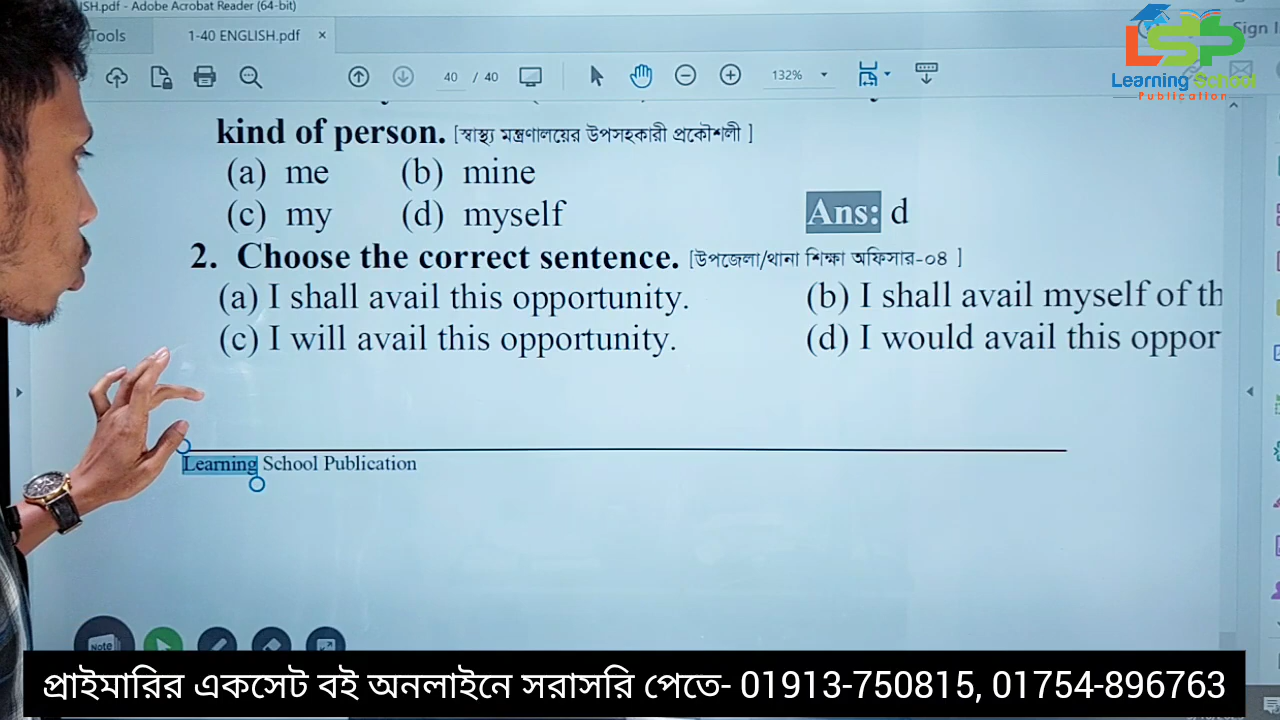 SH.pdf - Adobe Acrobat Reader (64-bit)
Tools 1-40 ENGLISH.pdf × Sign I
40 / 40 132%
LSP
Learning School
Publication
kind of person. [স্বাস্থ্য মন্ত্রণালয়ের উপসহকারী প্রকৌশলী ]
(a) me (b) mine
(c) my (d) myself Ans: d
2. Choose the correct sentence. [উপজেলা/থানা শিক্ষা অফিসার-০৪ ]
(a) I shall avail this opportunity. (b) I shall avail myself of th
(c) I will avail this opportunity. (d) I would avail this oppor
Learning School Publication
Note
প্রাইমারির একসেট বই অনলাইনে সরাসরি পেতে- 01913-750815, 01754-896763